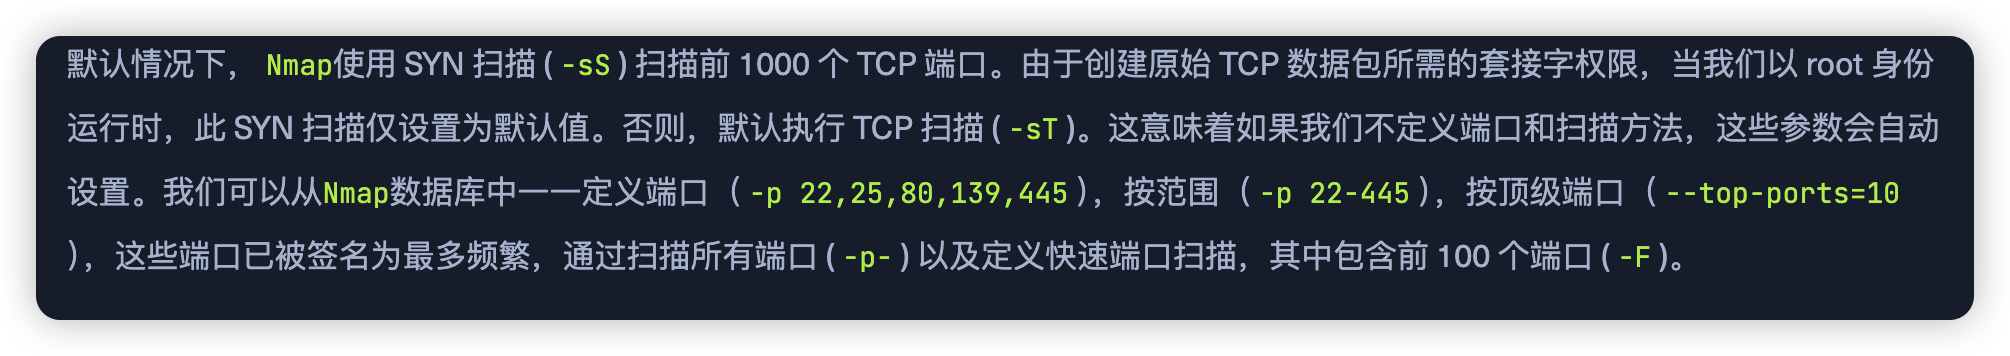 默认情况下， Nmap使用 SYN 扫描 ( -sS ) 扫描前 1000 个 TCP 端口。由于创建原始 TCP 数据包所需的套接字权限，当我们以 root 身份
运行时，此 SYN 扫描仅设置为默认值。否则，默认执行 TCP 扫描 ( -sT )。这意味着如果我们不定义端口和扫描方法，这些参数会自动
设置。我们可以从Nmap数据库中一一定义端口（ -p 22,25,80,139,445 ），按范围（ -p 22-445 ），按顶级端口（ --top-ports=10
），这些端口已被签名为最多频繁，通过扫描所有端口 ( -p- ) 以及定义快速端口扫描，其中包含前 100 个端口 ( -F )。